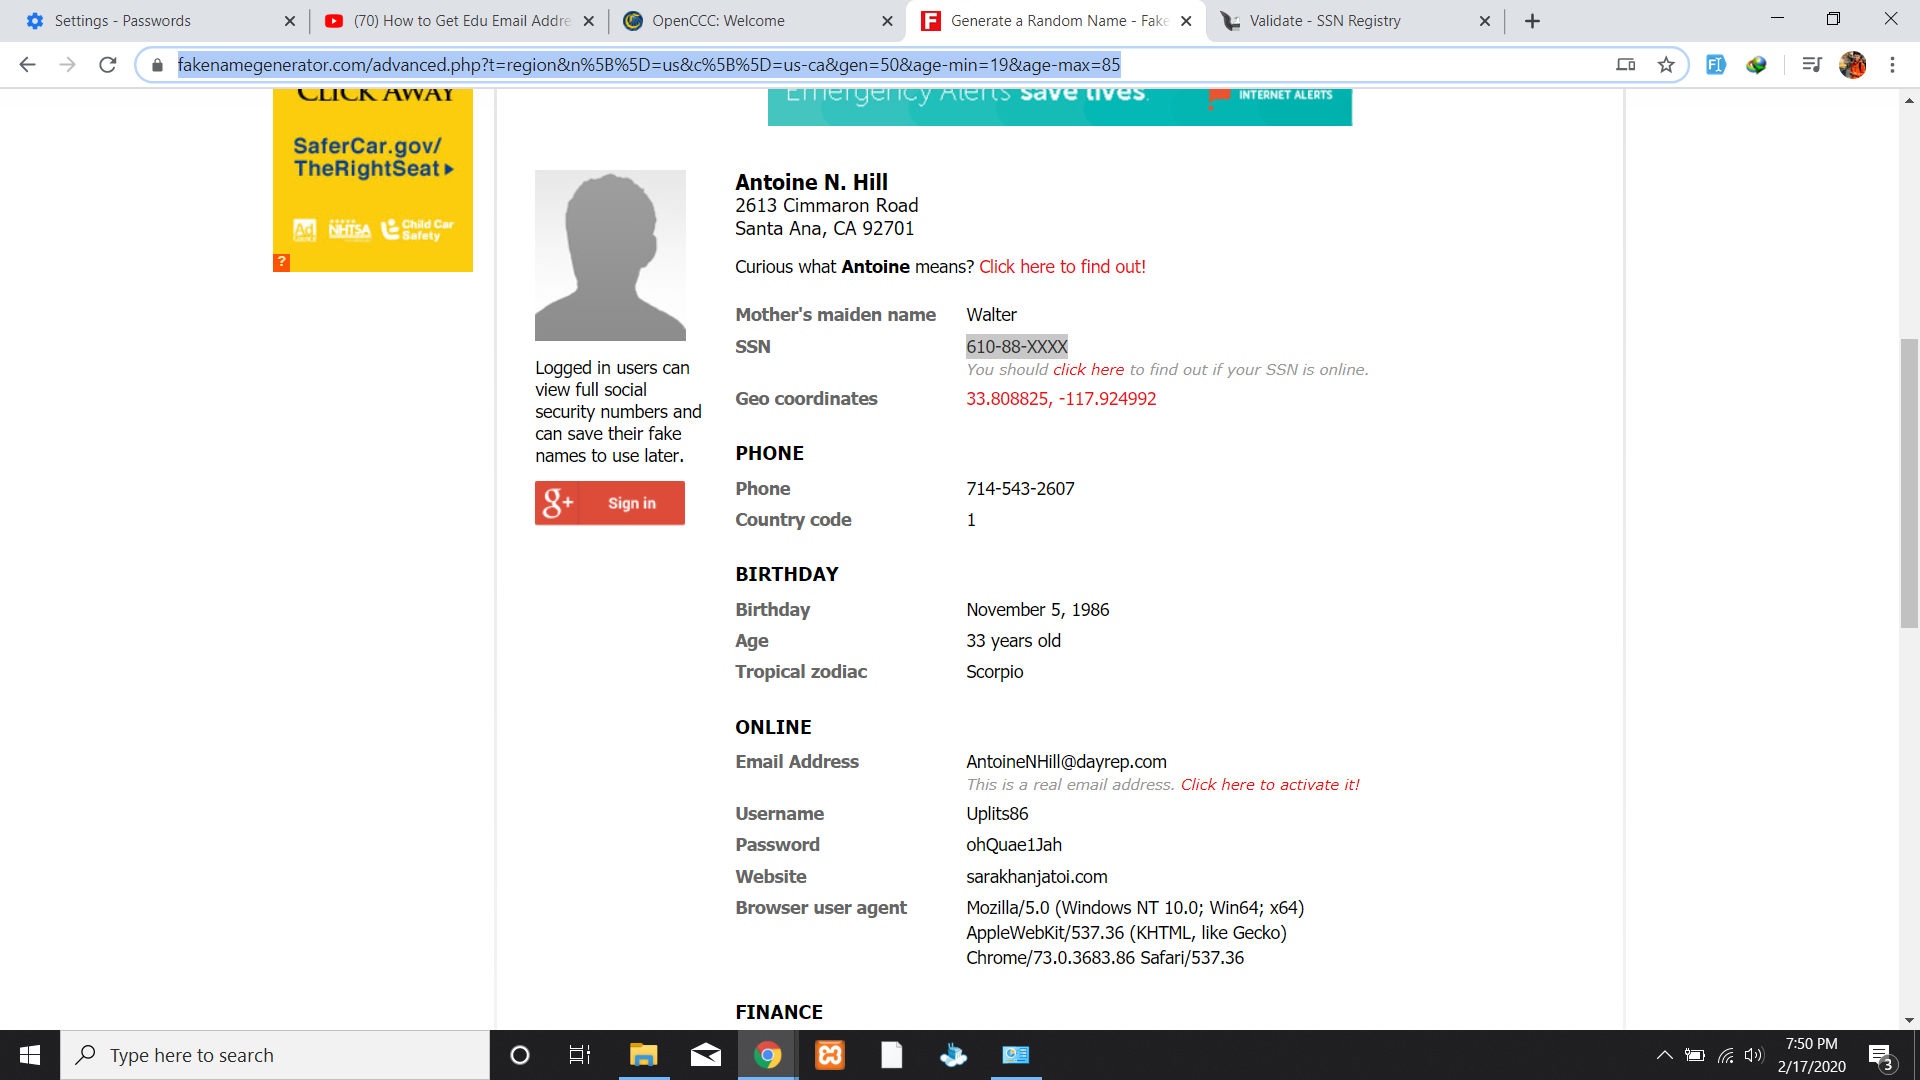 Settings - Passwords
(70) How to Get Edu Email Addre
OpenCCC: Welcome
Generate a Random Name - Fake
Validate - SSN Registry
fakenamegenerator.com/advanced.php?t=region&n%5B%5D=us&c%5B%5D=us-ca&gen=50&age-min=19&age-max=85
CLICK AWAY
SaferCar.gov/
TheRightSeat
Ad
NHTSA
Child Car
Safety
?
Emergency Alerts save lives.
INTERNET ALERTS
Antoine N. Hill
2613 Cimmaron Road
Santa Ana, CA 92701
Curious what Antoine means? Click here to find out!
Mother's maiden name Walter
SSN 610-88-XXXX
You should click here to find out if your SSN is online.
Geo coordinates 33.808825, -117.924992
Logged in users can
view full social
security numbers and
can save their fake
names to use later.
g+ Sign in
PHONE
Phone 714-543-2607
Country code 1
BIRTHDAY
Birthday November 5, 1986
Age 33 years old
Tropical zodiac Scorpio
ONLINE
Email Address AntoineNHill@dayrep.com
This is a real email address. Click here to activate it!
Username Uplits86
Password ohQuae1Jah
Website sarakhanjatoi.com
Browser user agent Mozilla/5.0 (Windows NT 10.0; Win64; x64)
AppleWebKit/537.36 (KHTML, like Gecko)
Chrome/73.0.3683.86 Safari/537.36
FINANCE
Type here to search
7:50 PM
2/17/2020
3